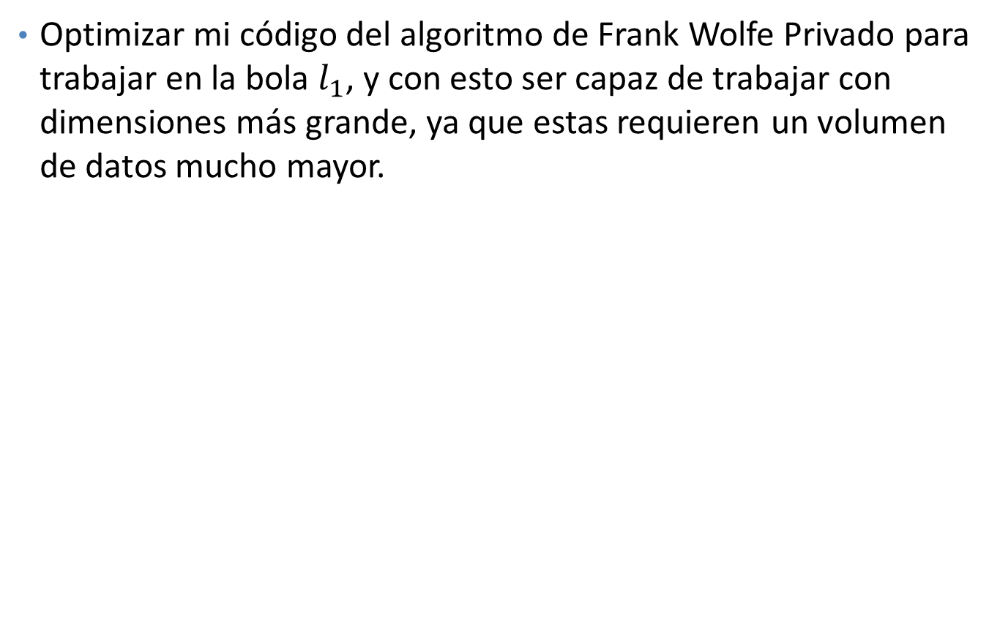 • Optimizar mi código del algoritmo de Frank Wolfe Privado para
trabajar en la bola $l_1$, y con esto ser capaz de trabajar con
dimensiones más grande, ya que estas requieren un volumen
de datos mucho mayor.